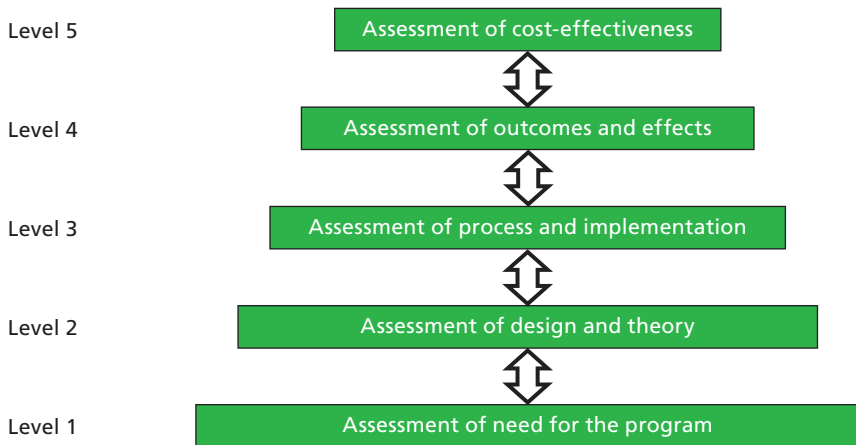 Level 5 Assessment of cost-effectiveness
Level 4 Assessment of outcomes and effects
Level 3 Assessment of process and implementation
Level 2 Assessment of design and theory
Level 1 Assessment of need for the program